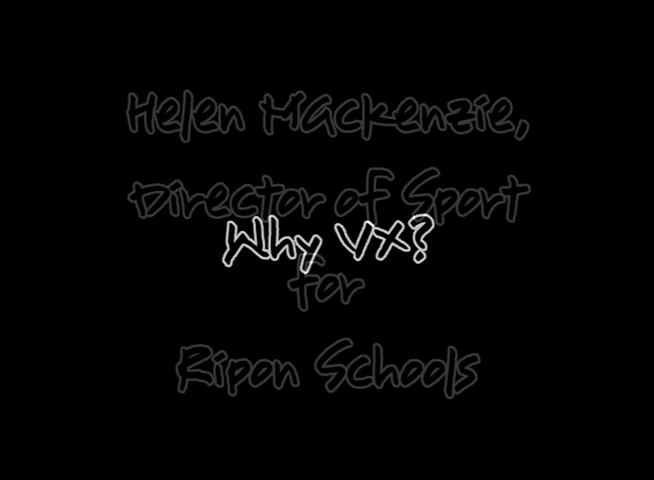 Helen Mackenzie,
Director of Sport
Why VX?
for
Ripon Schools